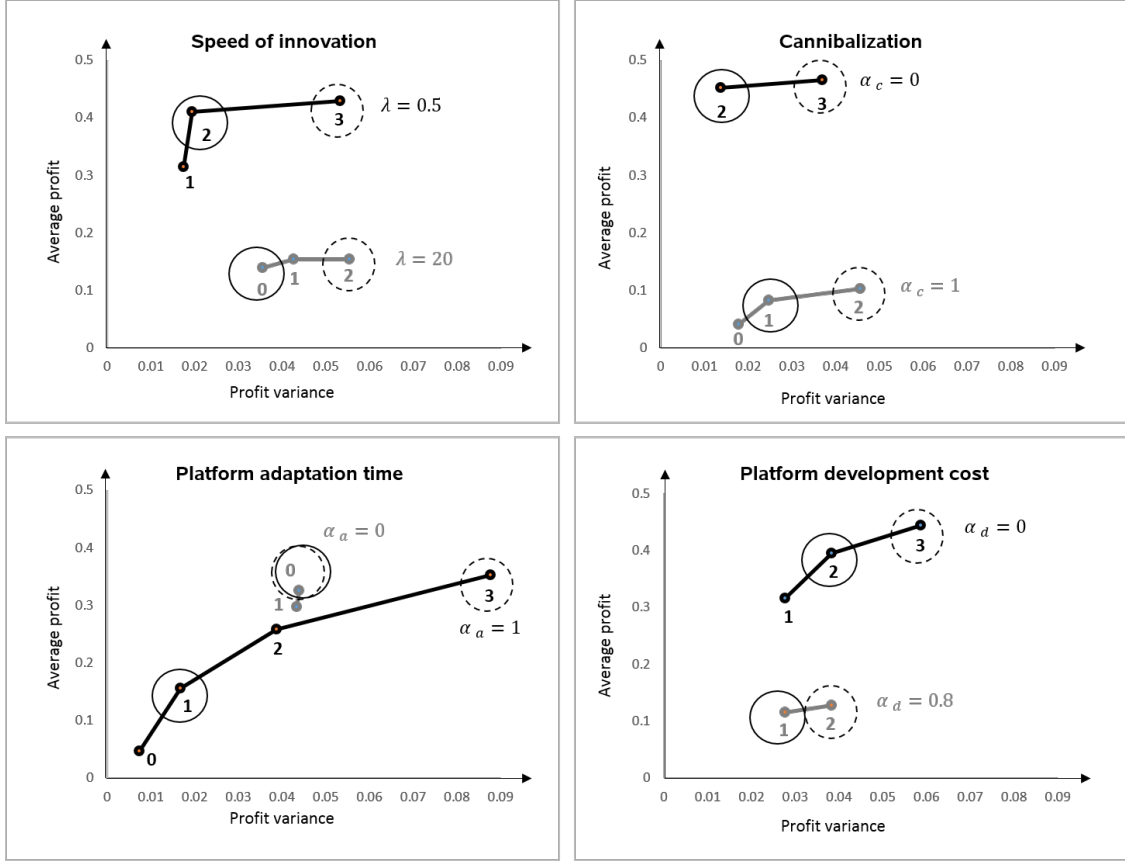 Speed of innovation
0.5
0.4
0.3
0.2
0.1
0
Average profit
2
3
1
λ = 0.5
0
1
2
λ = 20
0 0.01 0.02 0.03 0.04 0.05 0.06 0.07 0.08 0.09
Profit variance
Cannibalization
0.5
0.4
0.3
0.2
0.1
0
Average profit
2
3
α c = 0
0
1
2
α c = 1
0 0.01 0.02 0.03 0.04 0.05 0.06 0.07 0.08 0.09
Profit variance
Platform adaptation time
0.5
0.4
0.3
0.2
0.1
0
Average profit
α a = 0
0
1
3
α a = 1
2
1
0
0 0.01 0.02 0.03 0.04 0.05 0.06 0.07 0.08 0.09
Profit variance
Platform development cost
0.5
0.4
0.3
0.2
0.1
0
Average profit
3
α d = 0
2
1
1
2
α d = 0.8
0 0.01 0.02 0.03 0.04 0.05 0.06 0.07 0.08 0.09
Profit variance